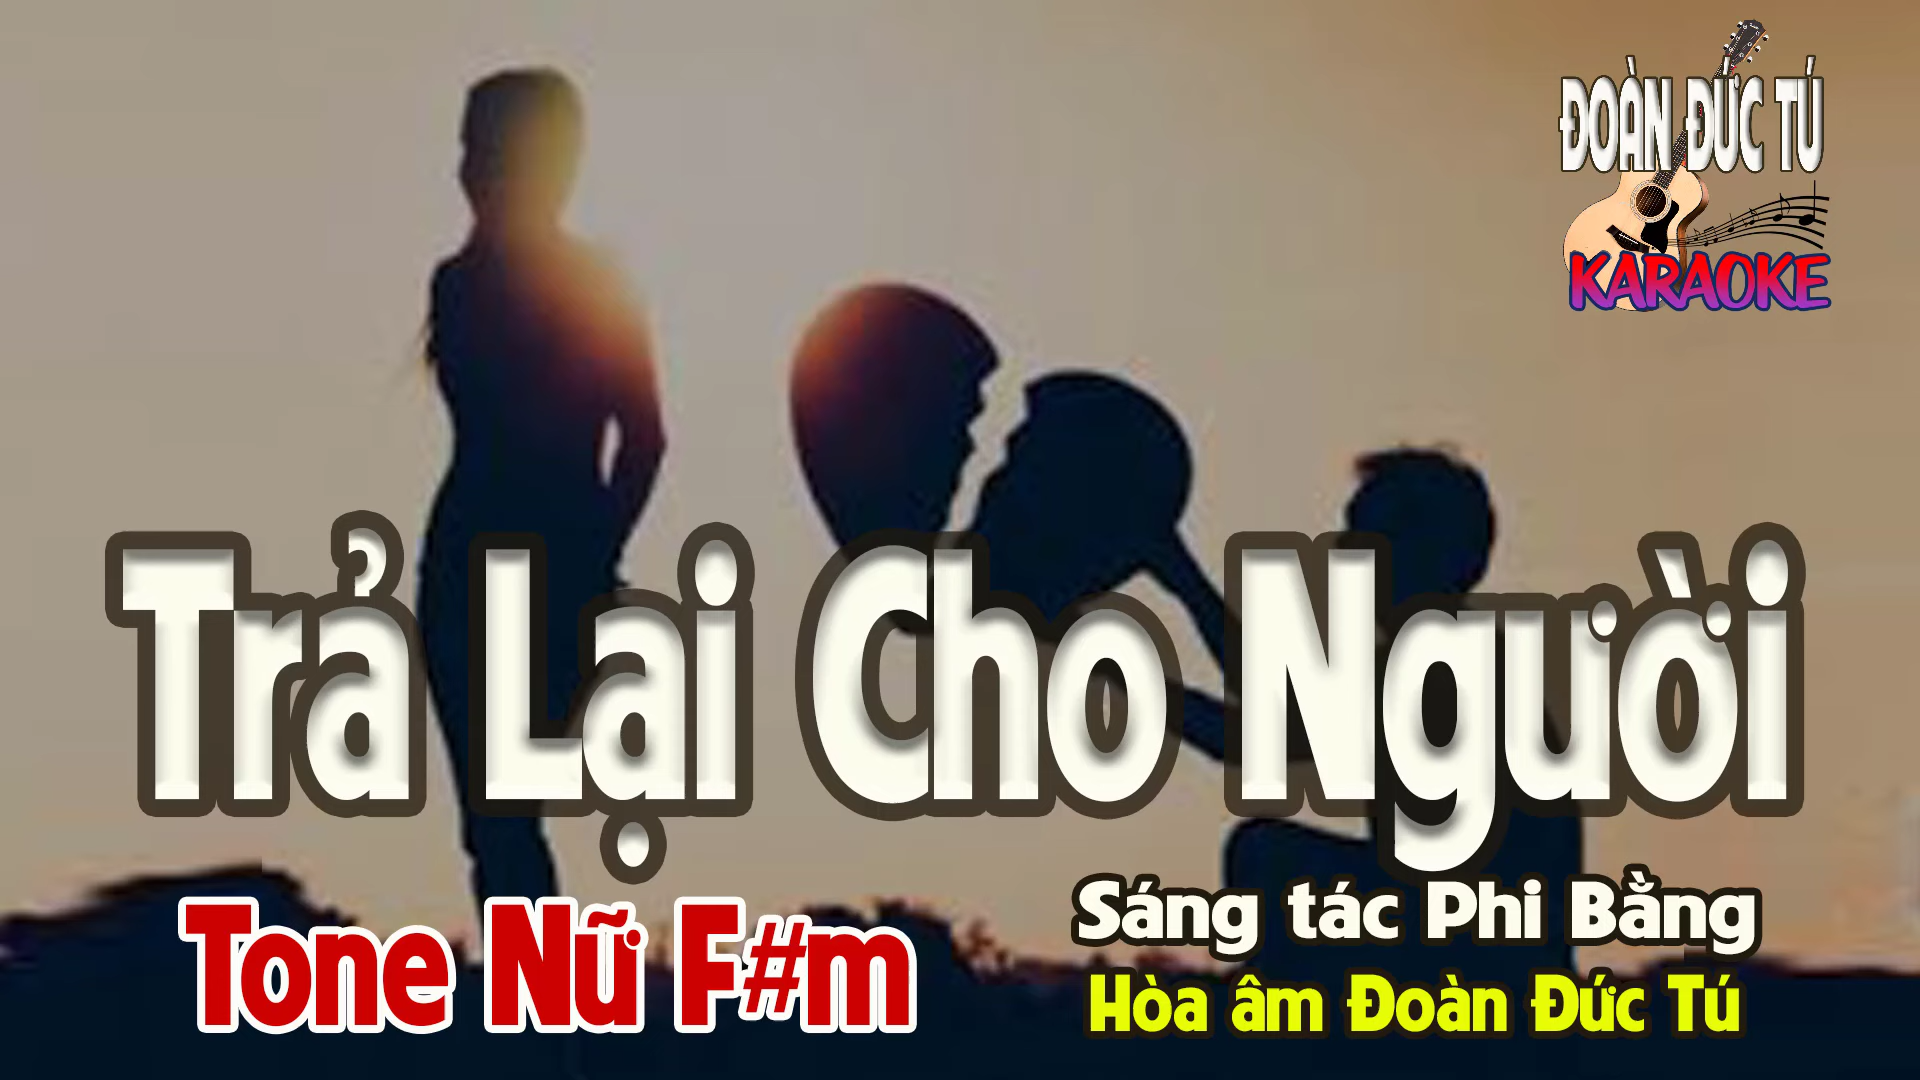 ĐOÀN ĐỨC TÚ
KARAOKE
Trả Lại Cho Người
Tone Nữ F#m
Sáng tác Phi Bằng
Hòa âm Đoàn Đức Tú